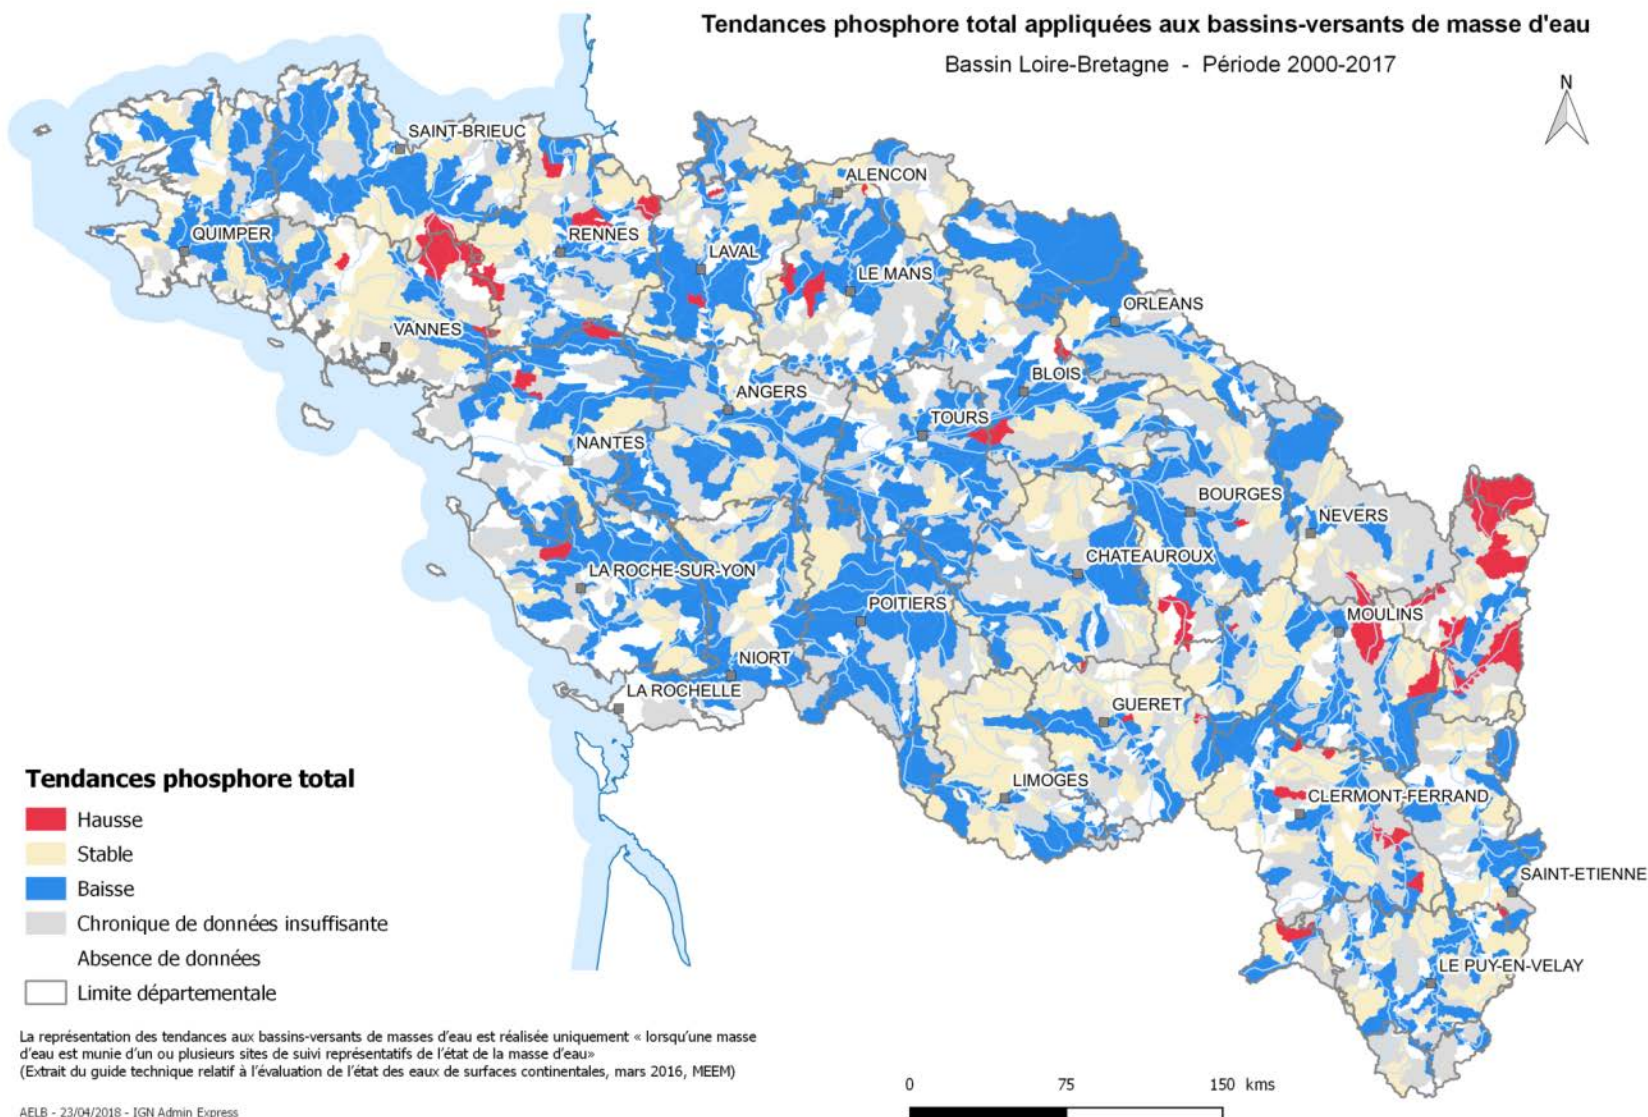 Tendances phosphore total appliquées aux bassins-versants de masse d'eau
Bassin Loire-Bretagne - Période 2000-2017
N
SAINT-BRIEUC
ALENCON
QUIMPER
RENNES
LAVAL
LE MANS
ORLEANS
VANNES
BLOIS
ANGERS
TOURS
NANTES
BOURGES
NEVERS
CHATEAUROUX
LA ROCHE-SUR-YON
POITIERS
MOULINS
NIORT
LA ROCHELLE
GUERET
LIMOGES
CLERMONT-FERRAND
SAINT-ETIENNE
LE PUY-EN-VELAY
Tendances phosphore total
Hausse
Stable
Baisse
Chronique de données insuffisante
Absence de données
Limite départementale
La représentation des tendances aux bassins-versants de masses d'eau est réalisée uniquement « lorsqu'une masse
d'eau est munie d'un ou plusieurs sites de suivi représentatifs de l'état de la masse d'eau»
(Extrait du guide technique relatif à l'évaluation de l'état des eaux de surfaces continentales, mars 2016, MEEM)
0 75 150 kms
AELB - 23/04/2018 - IGN Admin Express